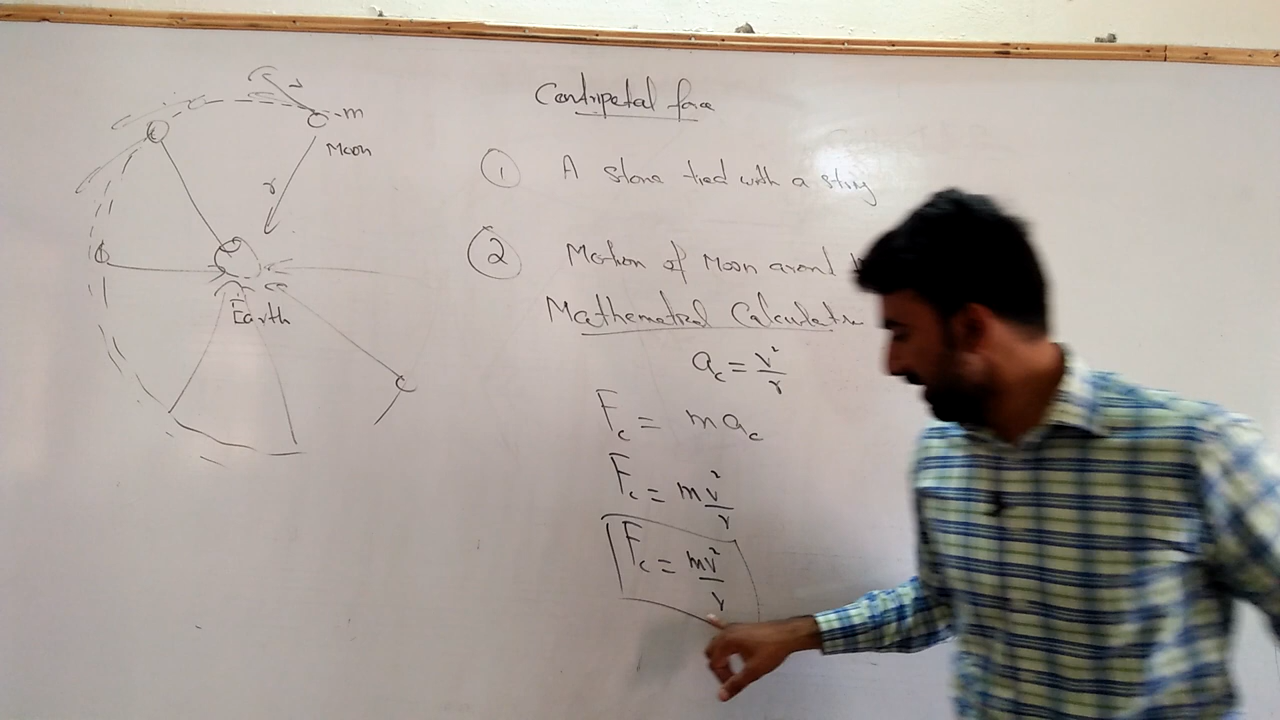 Centripetal force
① A stone tied with a string
② Motion of Moon around
Mathematical Calculation
a_c = v²/r
F_c = m a_c
F_c = m v²/r
F_c = mv²/r
v
m
Moon
r
Earth